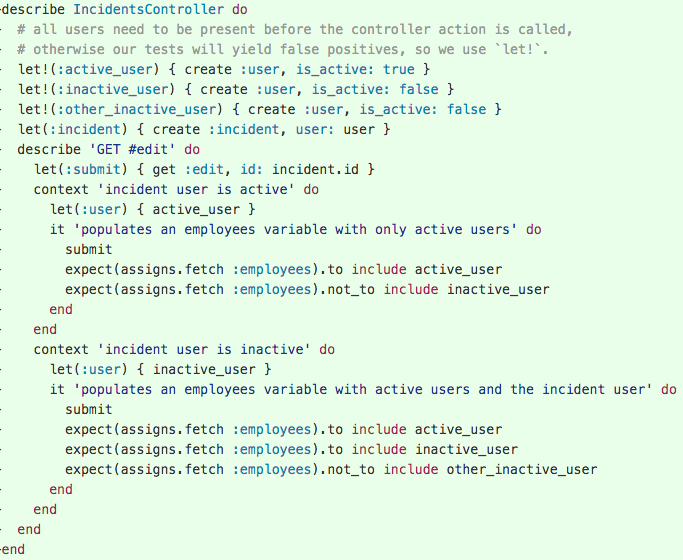 describe IncidentsController do
  # all users need to be present before the controller action is called,
  # otherwise our tests will yield false positives, so we use `let!`.
  let!(:active_user) { create :user, is_active: true }
  let!(:inactive_user) { create :user, is_active: false }
  let!(:other_inactive_user) { create :user, is_active: false }
  let(:incident) { create :incident, user: user }
  describe 'GET #edit' do
    let(:submit) { get :edit, id: incident.id }
    context 'incident user is active' do
      let(:user) { active_user }
      it 'populates an employees variable with only active users' do
        submit
        expect(assigns.fetch :employees).to include active_user
        expect(assigns.fetch :employees).not_to include inactive_user
      end
    end
    context 'incident user is inactive' do
      let(:user) { inactive_user }
      it 'populates an employees variable with active users and the incident user' do
        submit
        expect(assigns.fetch :employees).to include active_user
        expect(assigns.fetch :employees).to include inactive_user
        expect(assigns.fetch :employees).not_to include other_inactive_user
      end
    end
  end
end